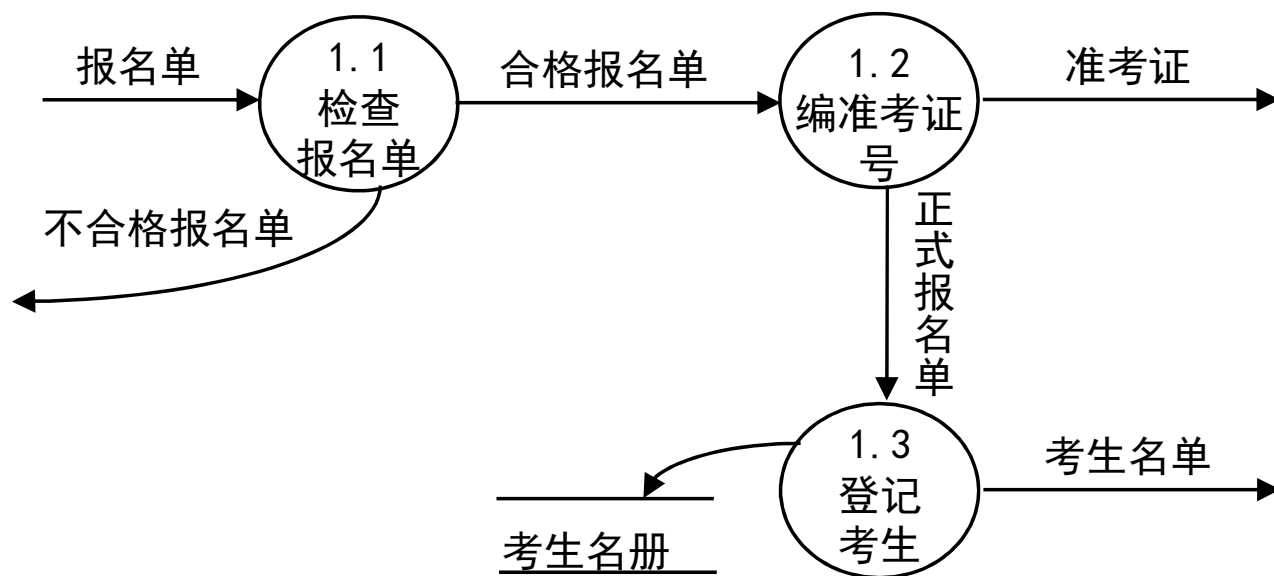 报名单
1.1
检查
报名单
合格报名单
1.2
编准考证
号
准考证
不合格报名单
正式报名单
1.3
登记
考生
考生名单
考生名册